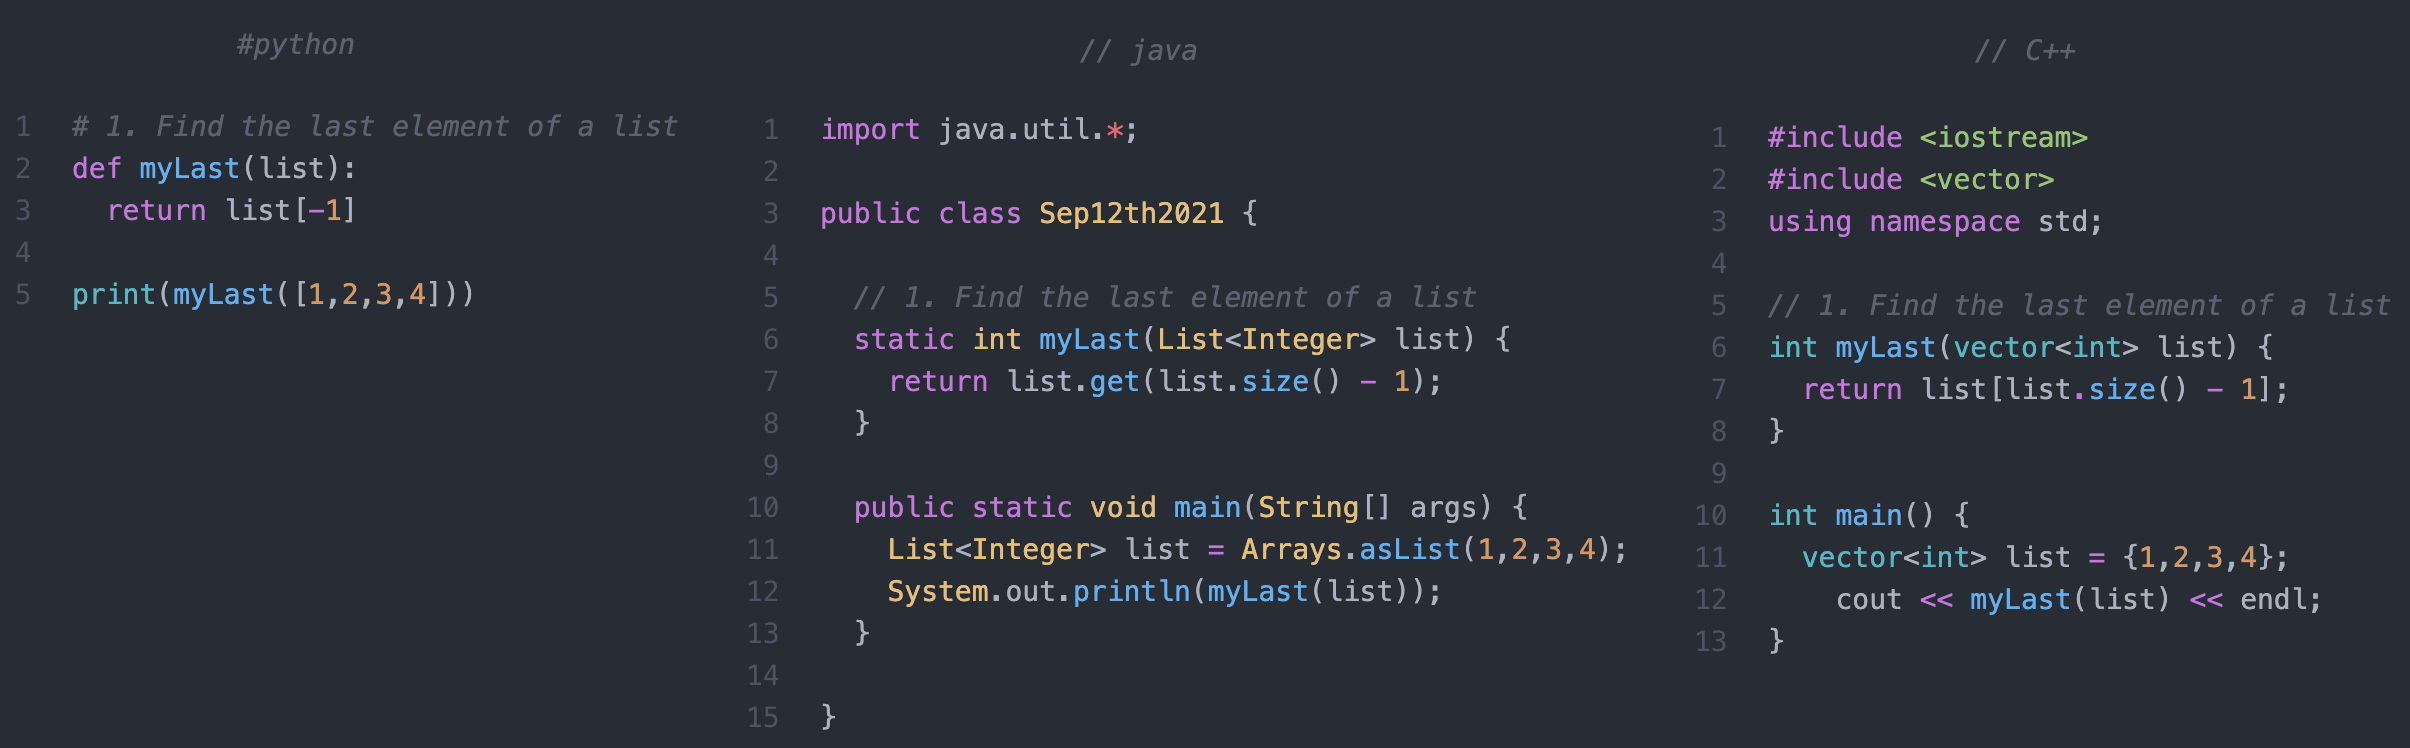 #python
1 # 1. Find the last element of a list
2 def myLast(list):
3   return list[-1]
4
5 print(myLast([1,2,3,4]))
// java
1 import java.util.*;
2
3 public class Sep12th2021 {
4
5   // 1. Find the last element of a list
6   static int myLast(List<Integer> list) {
7     return list.get(list.size() - 1);
8   }
9
10   public static void main(String[] args) {
11     List<Integer> list = Arrays.asList(1,2,3,4);
12     System.out.println(myLast(list));
13   }
14
15 }
// C++
1 #include <iostream>
2 #include <vector>
3 using namespace std;
4
5 // 1. Find the last element of a list
6 int myLast(vector<int> list) {
7   return list[list.size() - 1];
8 }
9
10 int main() {
11   vector<int> list = {1,2,3,4};
12     cout << myLast(list) << endl;
13 }